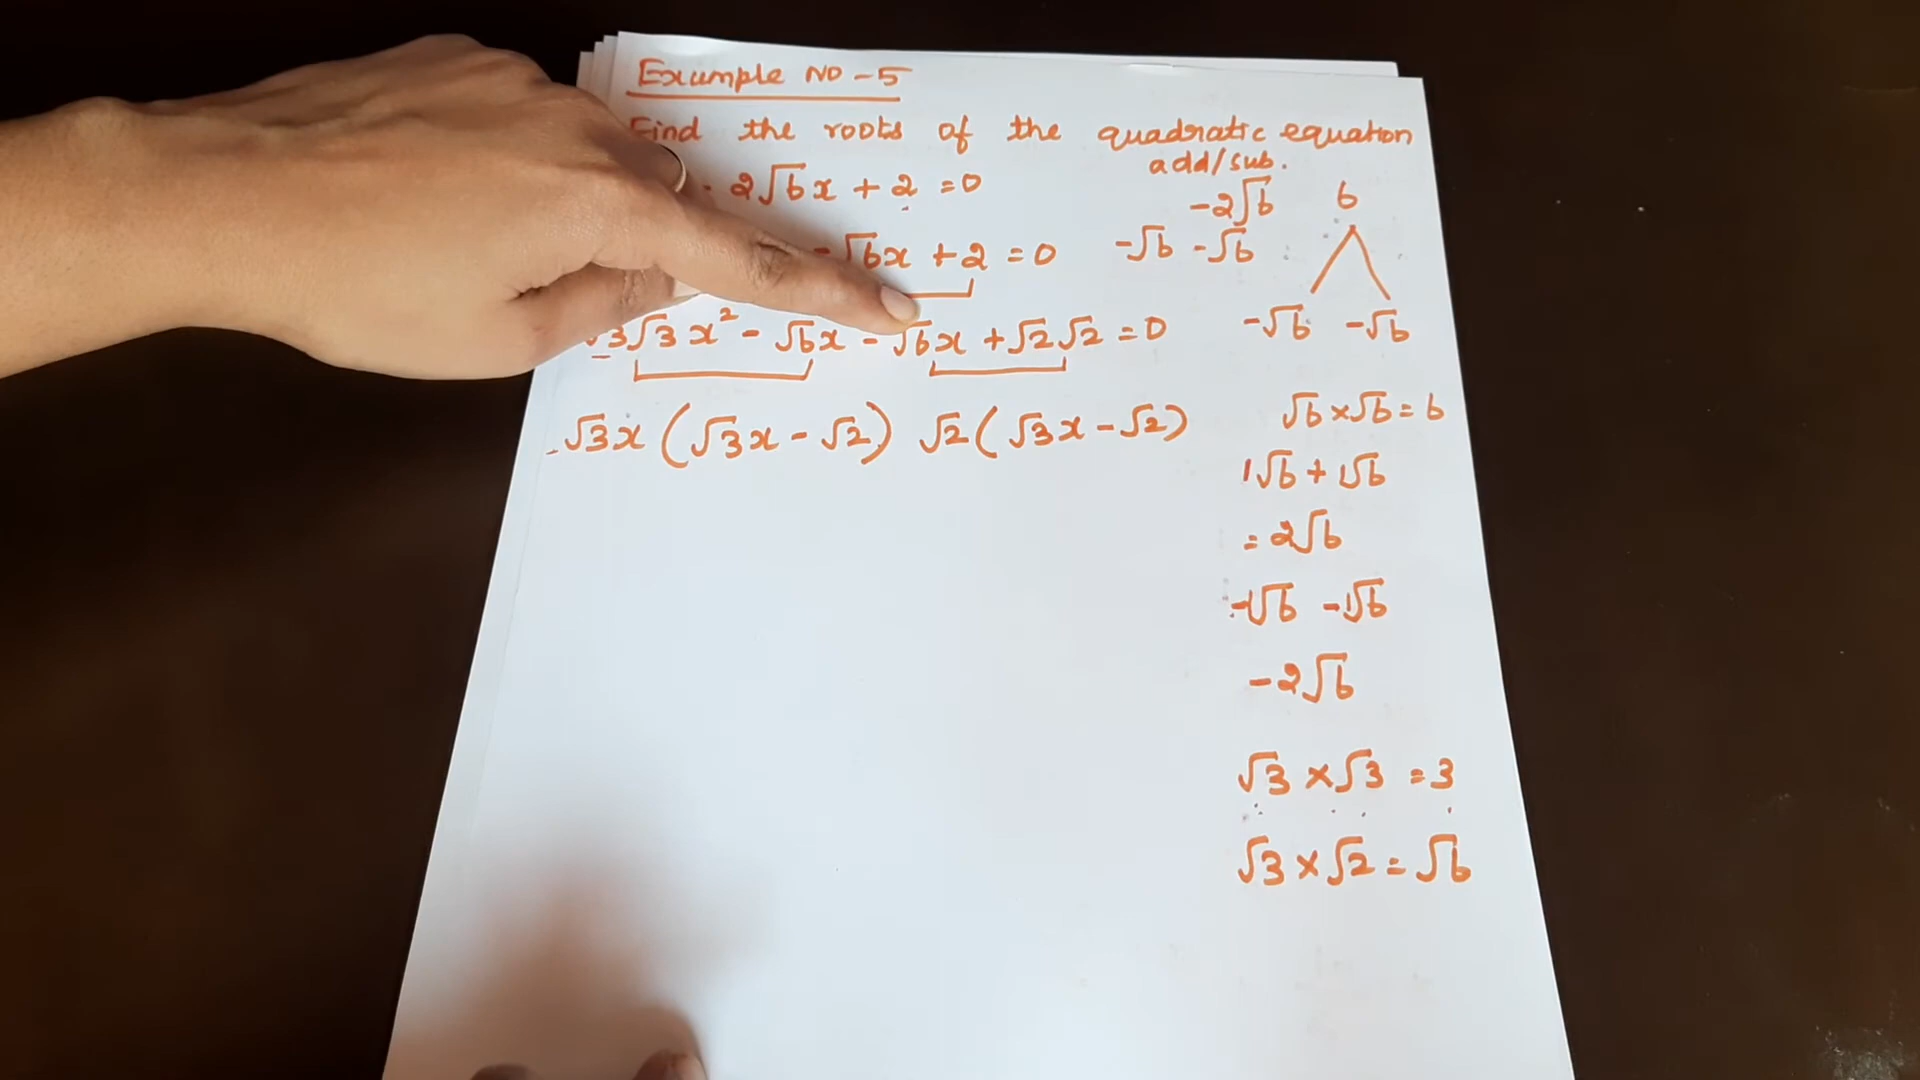 Example NO - 5
Find the roots of the quadratic equation
add/sub.
2√6x + 2 = 0
-2√6 6
- √6x + 2 = 0
-√6 -√6
-√6 -√6
√3√3x² - √6x - √6x + √2√2 = 0
√3x (√3x - √2) √2 (√3x - √2)
√6 × √6 = 6
1√6 + 1√6
= 2√6
-1√6 -1√6
- 2√6
√3 × √3 = 3
√3 × √2 = √6